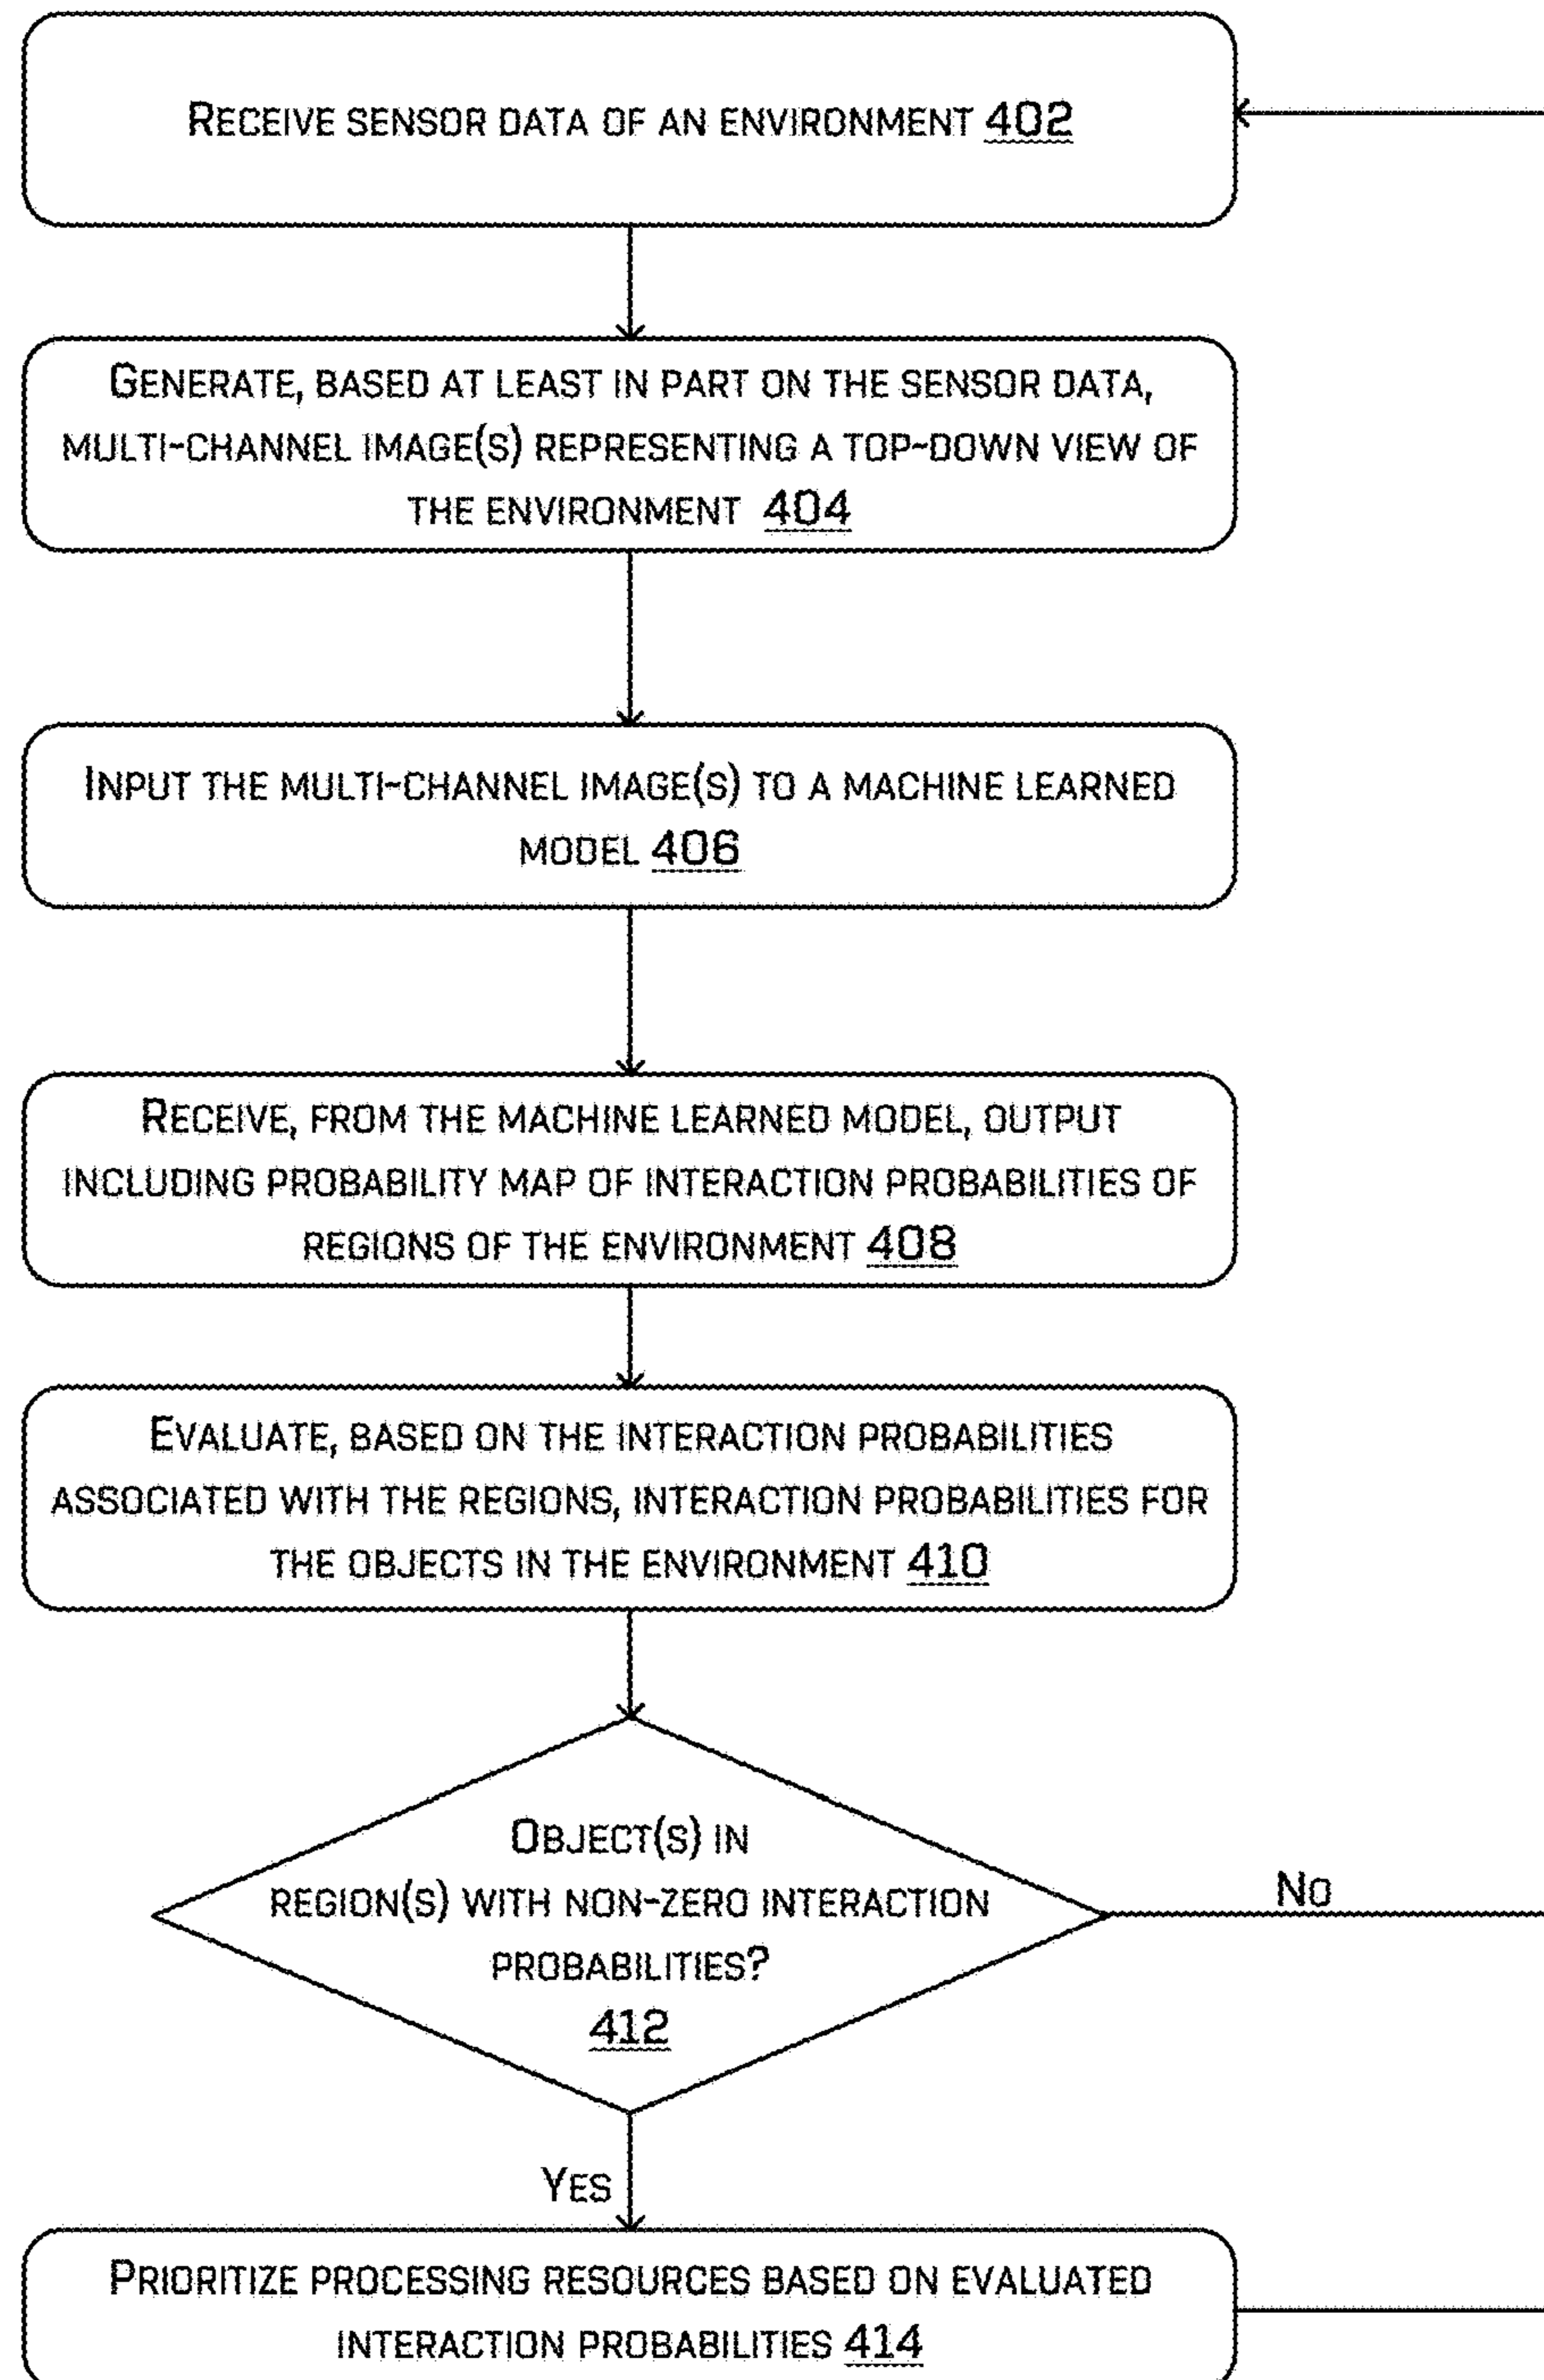 RECEIVE SENSOR DATA OF AN ENVIRONMENT 402
GENERATE, BASED AT LEAST IN PART ON THE SENSOR DATA,
MULTI-CHANNEL IMAGE(S) REPRESENTING A TOP-DOWN VIEW OF
THE ENVIRONMENT 404
INPUT THE MULTI-CHANNEL IMAGE(S) TO A MACHINE LEARNED
MODEL 406
RECEIVE, FROM THE MACHINE LEARNED MODEL, OUTPUT
INCLUDING PROBABILITY MAP OF INTERACTION PROBABILITIES OF
REGIONS OF THE ENVIRONMENT 408
EVALUATE, BASED ON THE INTERACTION PROBABILITIES
ASSOCIATED WITH THE REGIONS, INTERACTION PROBABILITIES FOR
THE OBJECTS IN THE ENVIRONMENT 410
OBJECT(S) IN
REGION(S) WITH NON-ZERO INTERACTION
PROBABILITIES?
412
NO
YES
PRIORITIZE PROCESSING RESOURCES BASED ON EVALUATED
INTERACTION PROBABILITIES 414